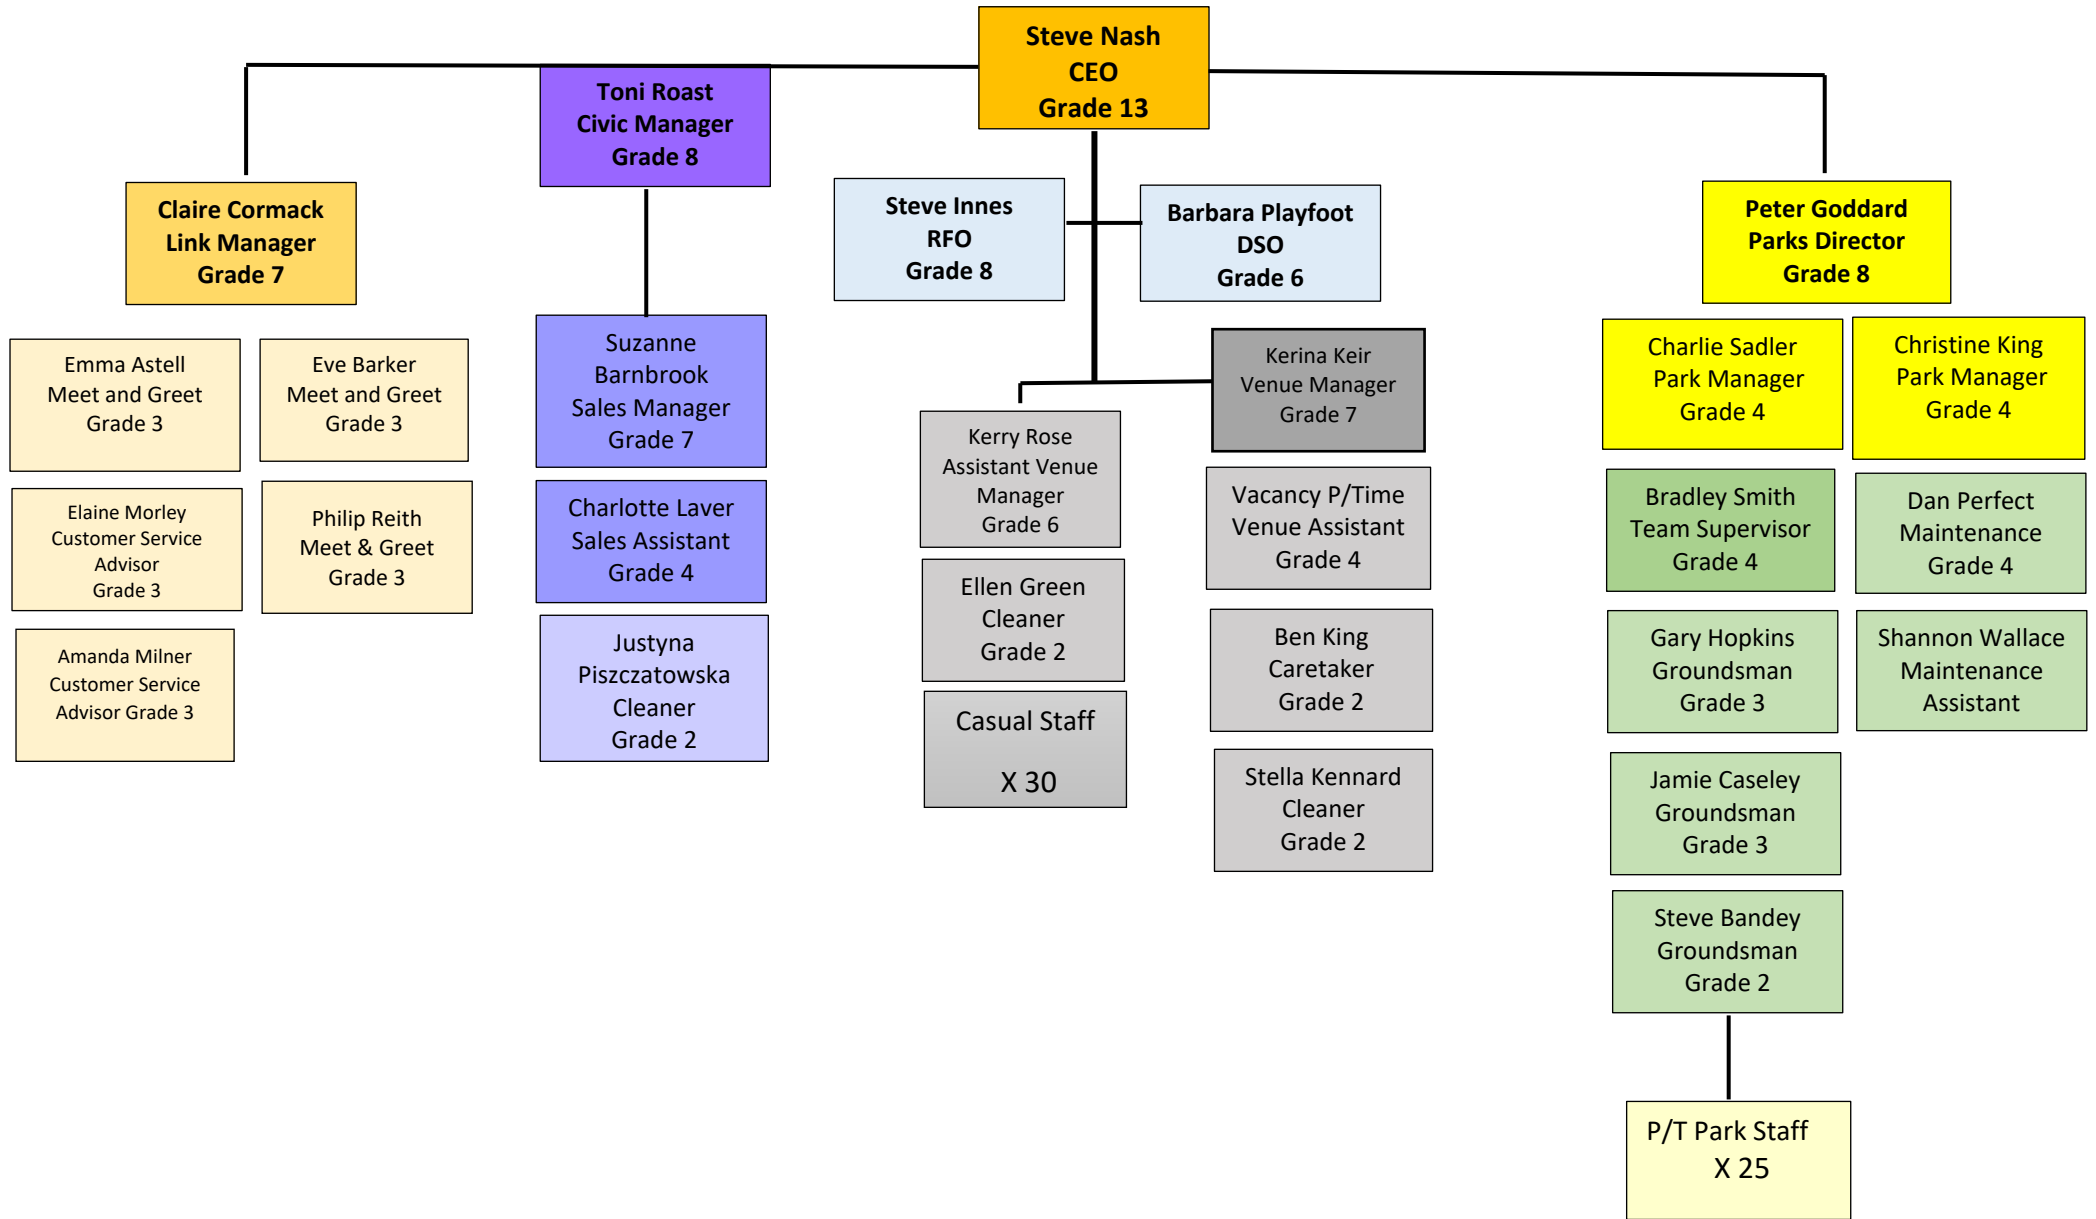 Steve Nash
CEO
Grade 13
Toni Roast
Civic Manager
Grade 8
Claire Cormack
Link Manager
Grade 7
Steve Innes
RFO
Grade 8
Barbara Playfoot
DSO
Grade 6
Peter Goddard
Parks Director
Grade 8
Emma Astell
Meet and Greet
Grade 3
Eve Barker
Meet and Greet
Grade 3
Elaine Morley
Customer Service
Advisor
Grade 3
Philip Reith
Meet & Greet
Grade 3
Amanda Milner
Customer Service
Advisor Grade 3
Suzanne
Barnbrook
Sales Manager
Grade 7
Charlotte Laver
Sales Assistant
Grade 4
Justyna
Piszczatowska
Cleaner
Grade 2
Kerry Rose
Assistant Venue
Manager
Grade 6
Ellen Green
Cleaner
Grade 2
Casual Staff
X 30
Kerina Keir
Venue Manager
Grade 7
Vacancy P/Time
Venue Assistant
Grade 4
Ben King
Caretaker
Grade 2
Stella Kennard
Cleaner
Grade 2
Charlie Sadler
Park Manager
Grade 4
Christine King
Park Manager
Grade 4
Bradley Smith
Team Supervisor
Grade 4
Dan Perfect
Maintenance
Grade 4
Gary Hopkins
Groundsman
Grade 3
Shannon Wallace
Maintenance
Assistant
Jamie Caseley
Groundsman
Grade 3
Steve Bandey
Groundsman
Grade 2
P/T Park Staff
X 25